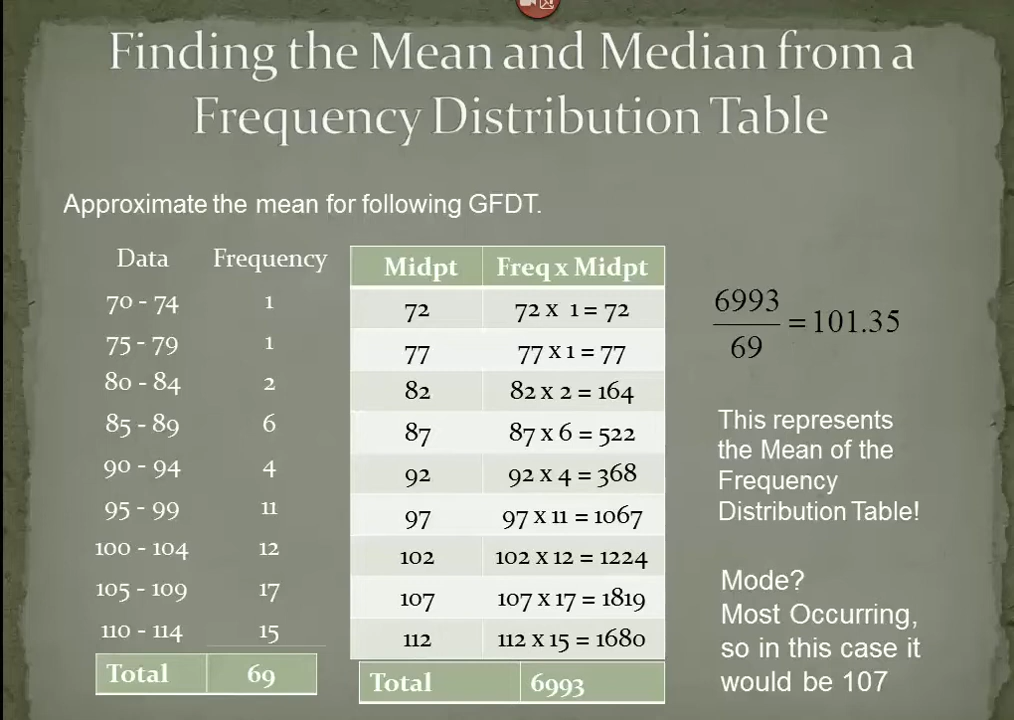 Finding the Mean and Median from a
Frequency Distribution Table
Approximate the mean for following GFDT.
Data Frequency Midpt Freq x Midpt
70 - 74 1 72 72 x 1 = 72
75 - 79 1 77 77 x 1 = 77
80 - 84 2 82 82 x 2 = 164
85 - 89 6 87 87 x 6 = 522
90 - 94 4 92 92 x 4 = 368
95 - 99 11 97 97 x 11 = 1067
100 - 104 12 102 102 x 12 = 1224
105 - 109 17 107 107 x 17 = 1819
110 - 114 15 112 112 x 15 = 1680
Total 69 Total 6993
6993
69
= 101.35
This represents
the Mean of the
Frequency
Distribution Table!
Mode?
Most Occurring,
so in this case it
would be 107